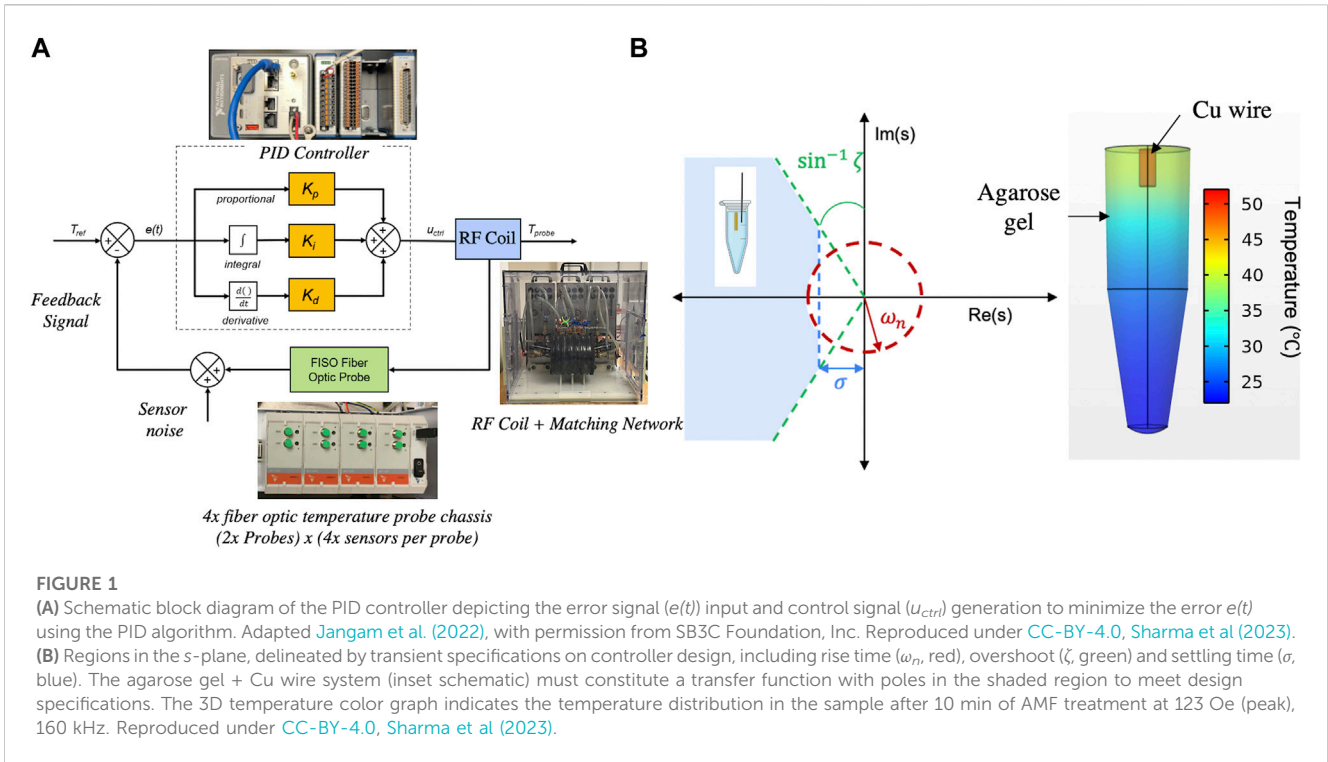 A
PID Controller
proportional
K_p
T_ref
e(t)
∫
integral
K_i
u_ctrl
RF Coil
T_probe
d()
dt
derivative
K_d
Feedback
Signal
FISO Fiber
Optic Probe
Sensor
noise
RF Coil + Matching Network
4x fiber optic temperature probe chassis
(2x Probes) x (4x sensors per probe)
B
Im(s)
sin⁻¹ ζ
Re(s)
ω_n
σ
Cu wire
Agarose
gel
Temperature (°C)
50
45
40
35
30
25
FIGURE 1
(A) Schematic block diagram of the PID controller depicting the error signal (e(t)) input and control signal (u_ctrl) generation to minimize the error e(t)
using the PID algorithm. Adapted Jangam et al. (2022), with permission from SB3C Foundation, Inc. Reproduced under CC-BY-4.0, Sharma et al (2023).
(B) Regions in the s-plane, delineated by transient specifications on controller design, including rise time (ω_n, red), overshoot (ζ, green) and settling time (σ,
blue). The agarose gel + Cu wire system (inset schematic) must constitute a transfer function with poles in the shaded region to meet design
specifications. The 3D temperature color graph indicates the temperature distribution in the sample after 10 min of AMF treatment at 123 Oe (peak),
160 kHz. Reproduced under CC-BY-4.0, Sharma et al (2023).